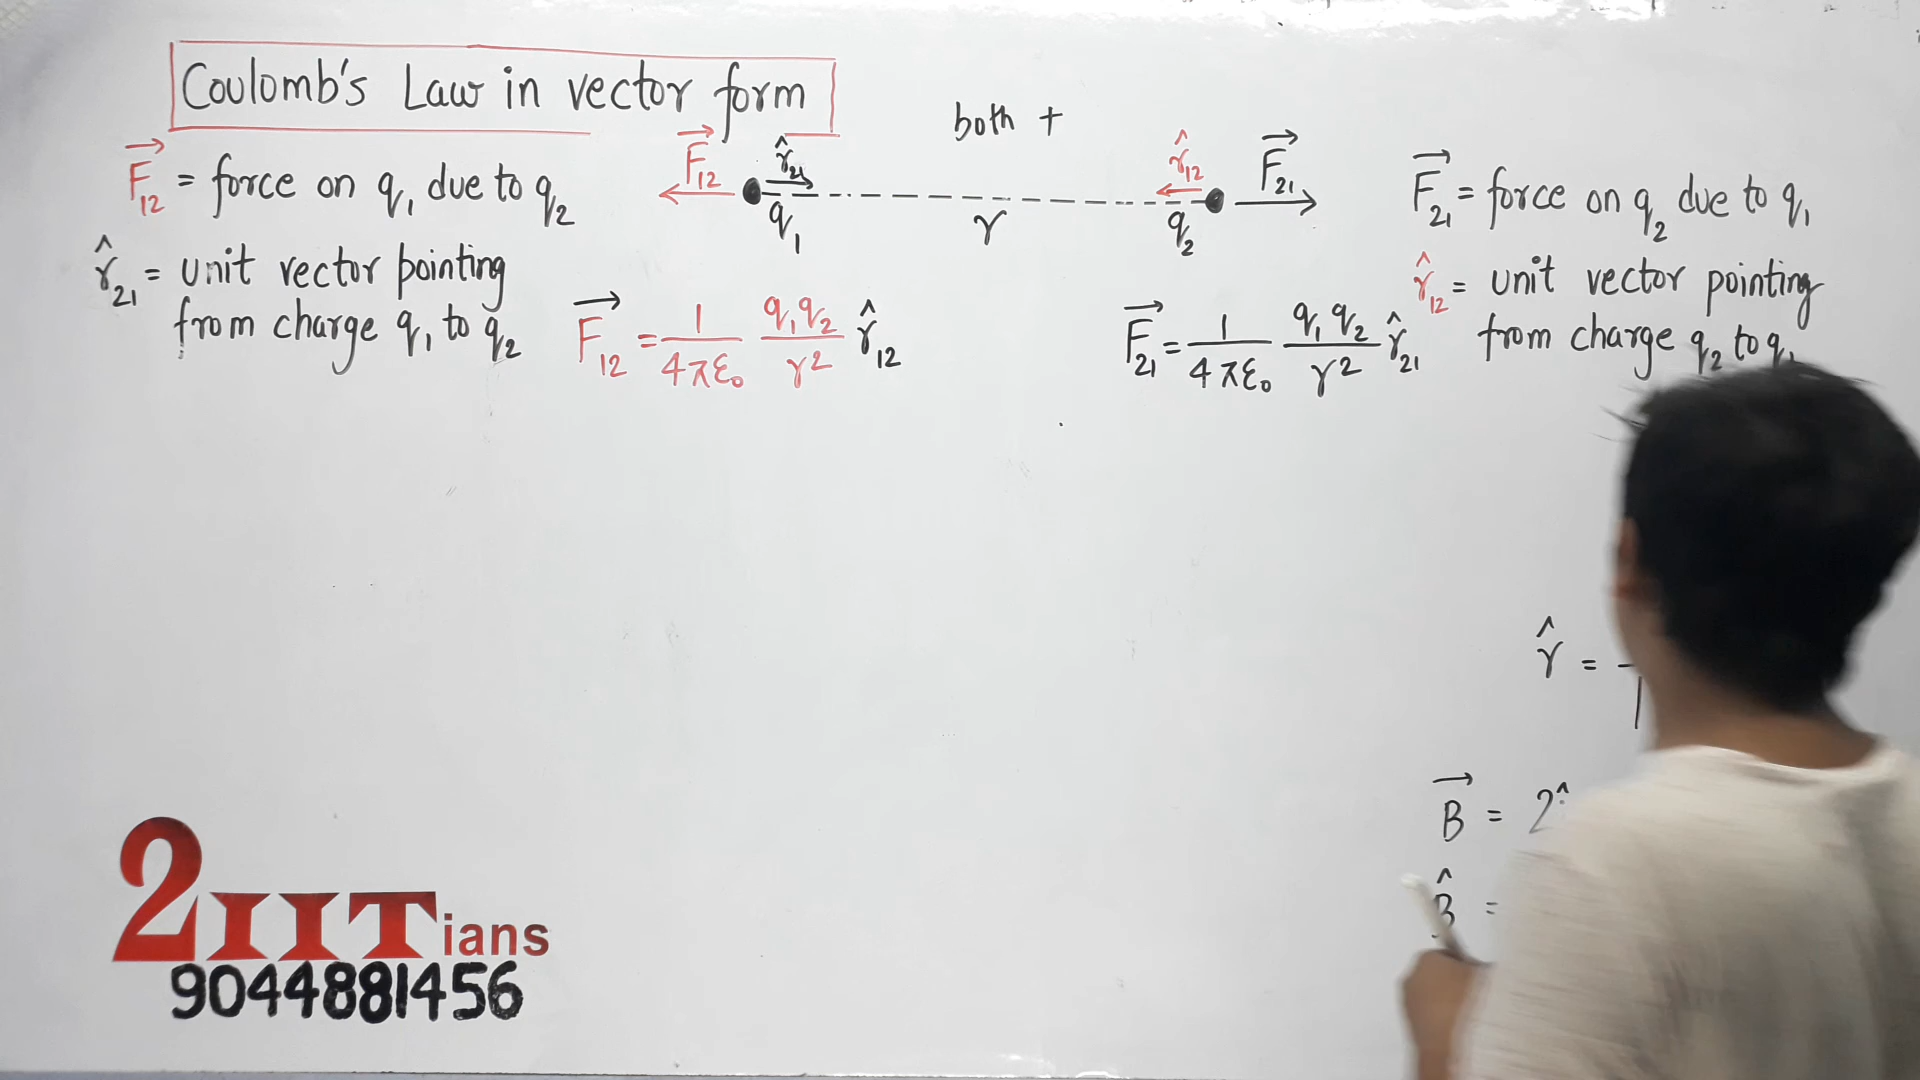 Coulomb's Law in vector form
both +
F⃗₁₂ = force on q₁ due to q₂
F⃗₁₂ r̂₂₁ r̂₁₂ F⃗₂₁
q₁ r q₂
F⃗₂₁ = force on q₂ due to q₁
r̂₂₁ = unit vector pointing
from charge q₁ to q₂
F⃗₁₂ = 1/4πε₀ q₁q₂/r² r̂₁₂
F⃗₂₁ = 1/4πε₀ q₁q₂/r² r̂₂₁
r̂₁₂ = unit vector pointing
from charge q₂ to q₁
r̂ =
B⃗ = 2
B̂ =
2IITians
9044881456